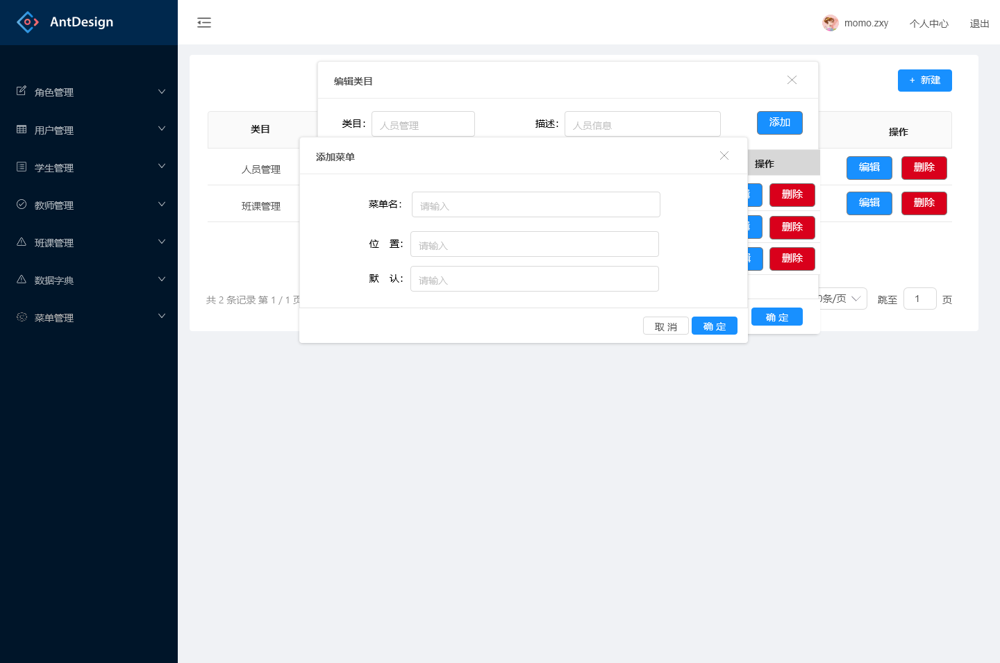 AntDesign
momo.zxy 个人中心 退出
角色管理
用户管理
学生管理
教师管理
班课管理
数据字典
菜单管理
+ 新建
类目 操作
人员管理 编辑 删除
班课管理 编辑 删除
共 2 条记录 第 1 / 1 页
0条/页 跳至 1 页
编辑类目
类目： 人员管理 描述： 人员信息 添加
操作
删除
删除
删除
确 定
添加菜单
菜单名： 请输入
位 置： 请输入
默 认： 请输入
取 消 确 定